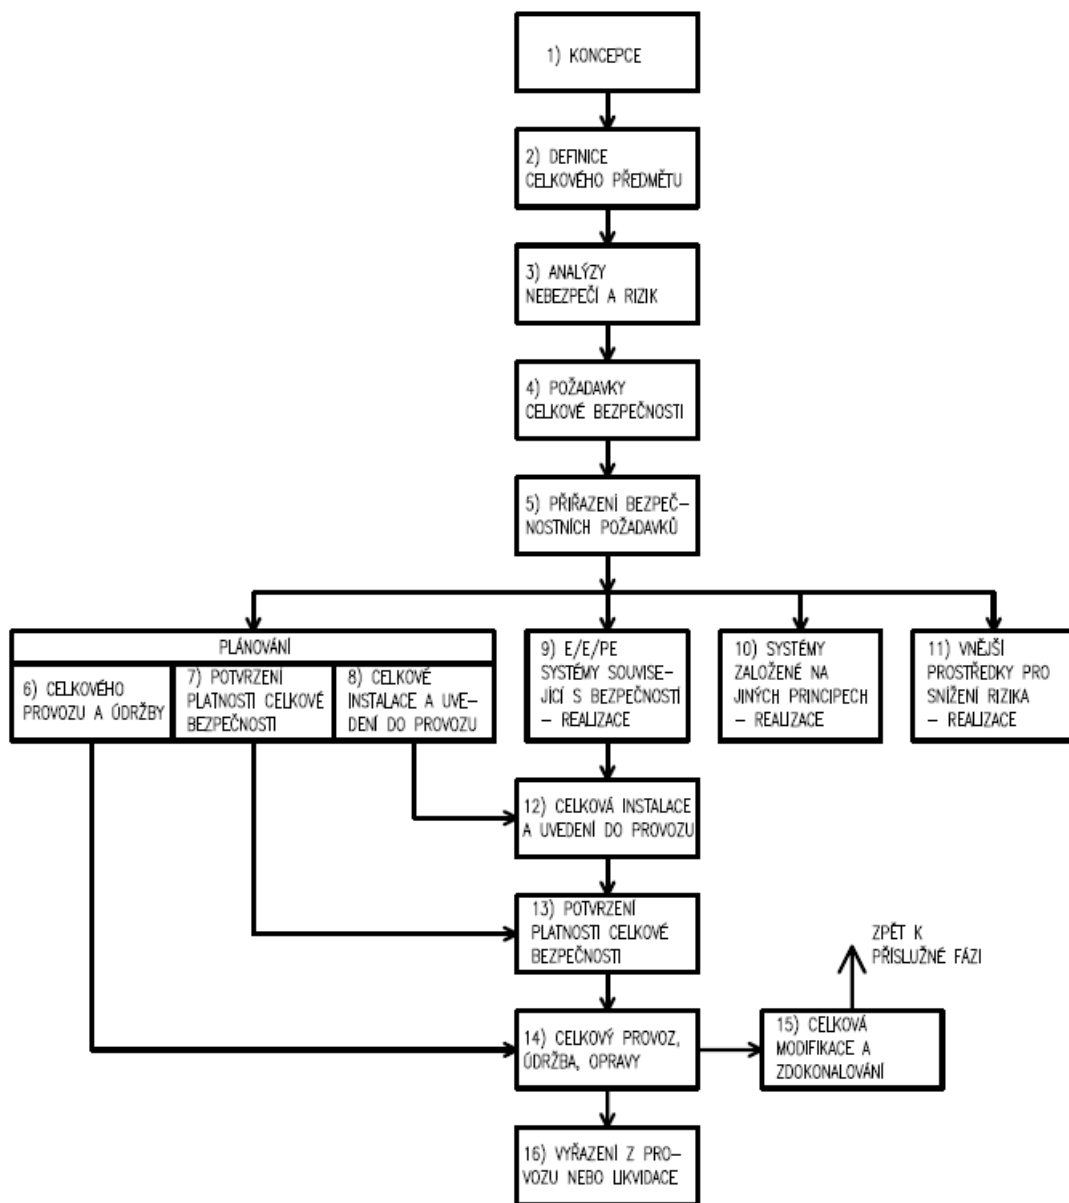 1) KONCEPCE
2) DEFINICE
CELKOVÉHO PŘEDMĚTU
3) ANALÝZY
NEBEZPEČÍ A RIZIK
4) POŽADAVKY
CELKOVÉ BEZPEČNOSTI
5) PŘIŘAZENÍ BEZPEČ–
NOSTNÍCH POŽADAVKŮ
PLÁNOVÁNÍ
6) CELKOVÉHO
PROVOZU A ÚDRŽBY
7) POTVRZENÍ
PLATNOSTI CELKOVÉ
BEZPEČNOSTI
8) CELKOVÉ
INSTALACE A UVE–
DENÍ DO PROVOZU
9) E/E/PE
SYSTÉMY SOUVISE–
JÍCÍ S BEZPEČNOSTÍ
– REALIZACE
10) SYSTÉMY
ZALOŽENÉ NA
JINÝCH PRINCIPECH
– REALIZACE
11) VNĚJŠÍ
PROSTŘEDKY PRO
SNÍŽENÍ RIZIKA
– REALIZACE
12) CELKOVÁ INSTALACE
A UVEDENÍ DO PROVOZU
13) POTVRZENÍ
PLATNOSTI CELKOVÉ
BEZPEČNOSTI
ZPĚT K
PŘÍSLUŽNÉ FÁZI
14) CELKOVÝ PROVOZ,
ÚDRŽBA, OPRAVY
15) CELKOVÁ
MODIFIKACE A
ZDOKONALOVÁNÍ
16) VYŘAZENÍ Z PRO–
VOZU NEBO LIKVIDACE